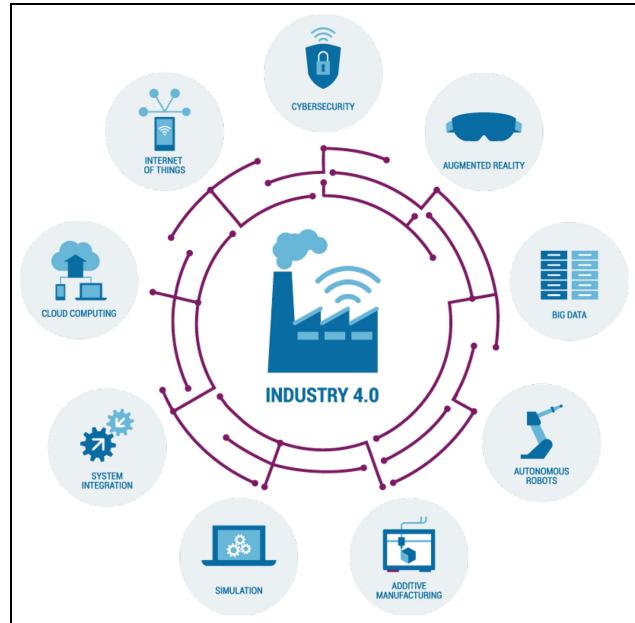 CYBERSECURITY
AUGMENTED REALITY
BIG DATA
AUTONOMOUS
ROBOTS
ADDITIVE
MANUFACTURING
SIMULATION
SYSTEM
INTEGRATION
CLOUD COMPUTING
INTERNET
OF THINGS
INDUSTRY 4.0